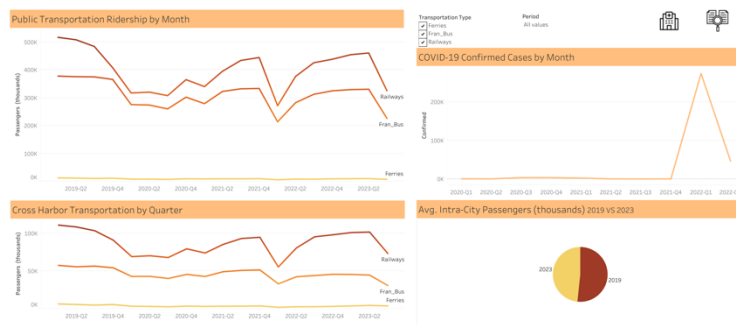 Public Transportation Ridership by Month
500K
400K
300K
200K
100K
0K
Passengers (thousands)
Railways
Fran_Bus
Ferries
2019-Q2 2019-Q4 2020-Q2 2020-Q4 2021-Q2 2021-Q4 2022-Q2 2022-Q4 2023-Q2
Transportation Type
Ferries
Fran_Bus
Railways
Period
All values
COVID-19 Confirmed Cases by Month
200K
100K
0K
Confirmed
2020-Q1 2020-Q2 2020-Q3 2020-Q4 2021-Q1 2021-Q2 2021-Q3 2021-Q4 2022-Q1
Cross Harbor Transportation by Quarter
100K
50K
0K
Passengers (thousands)
Railways
Fran_Bus
Ferries
2019-Q2 2019-Q4 2020-Q2 2020-Q4 2021-Q2 2021-Q4 2022-Q2 2022-Q4 2023-Q2
Avg. Intra-City Passengers (thousands) 2019 VS 2023
2023
2019